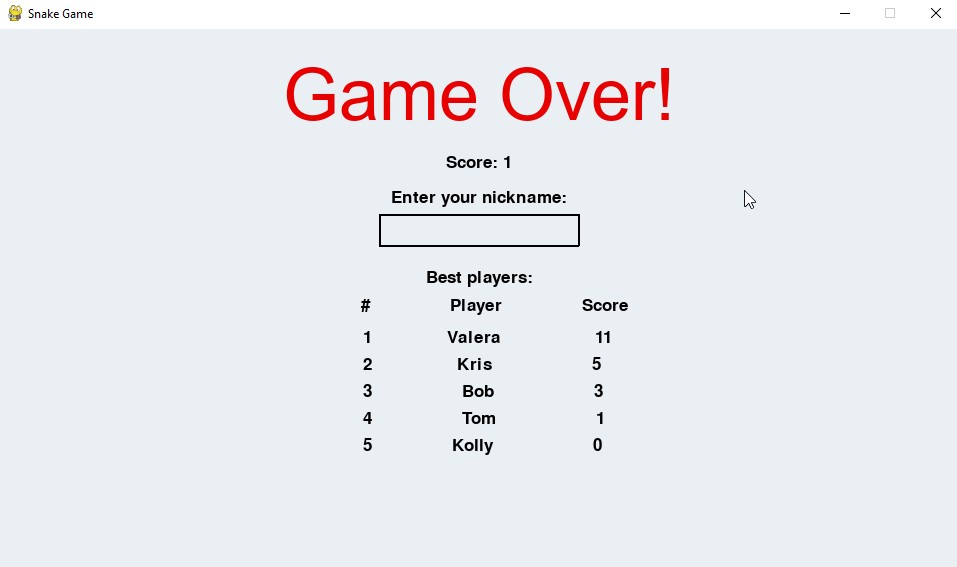 Snake Game
Game Over!
Score: 1
Enter your nickname:
Best players:
# Player Score
1 Valera 11
2 Kris 5
3 Bob 3
4 Tom 1
5 Kolly 0